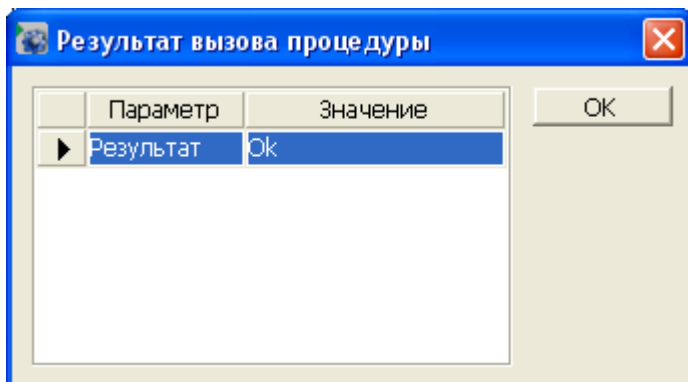 Результат вызова процедуры
Параметр Значение OK
Результат Ok